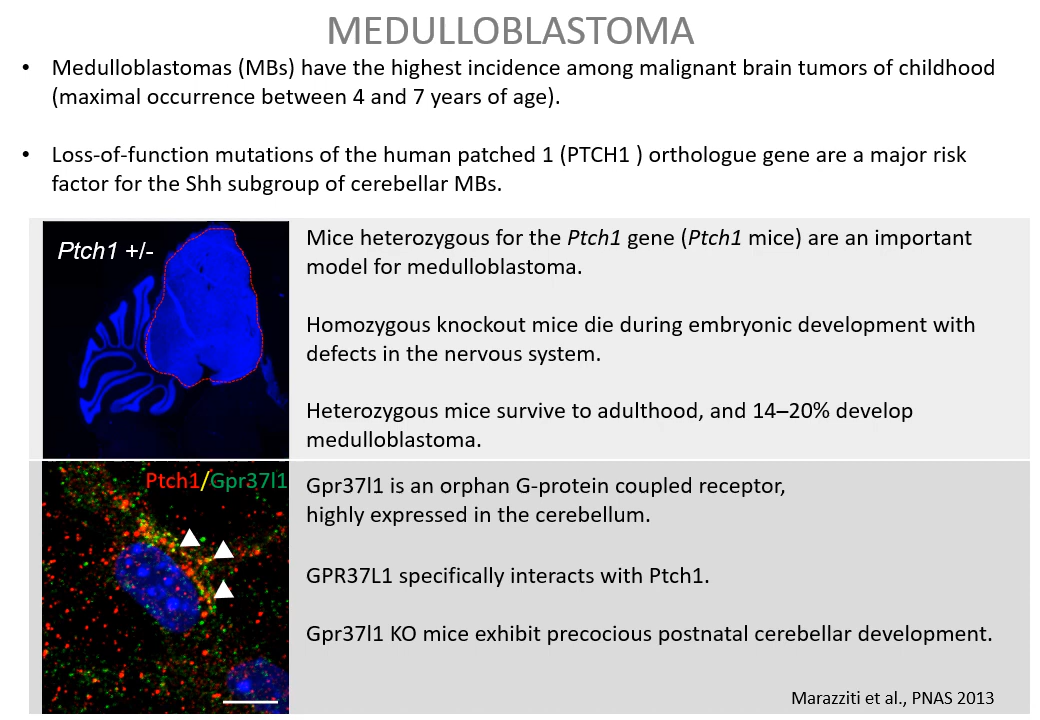 MEDULLOBLASTOMA
• Medulloblastomas (MBs) have the highest incidence among malignant brain tumors of childhood
(maximal occurrence between 4 and 7 years of age).
• Loss-of-function mutations of the human patched 1 (PTCH1 ) orthologue gene are a major risk
factor for the Shh subgroup of cerebellar MBs.
Ptch1 +/-
Mice heterozygous for the Ptch1 gene (Ptch1 mice) are an important
model for medulloblastoma.
Homozygous knockout mice die during embryonic development with
defects in the nervous system.
Heterozygous mice survive to adulthood, and 14–20% develop
medulloblastoma.
Ptch1/Gpr37l1
Gpr37l1 is an orphan G-protein coupled receptor,
highly expressed in the cerebellum.
GPR37L1 specifically interacts with Ptch1.
Gpr37l1 KO mice exhibit precocious postnatal cerebellar development.
Marazziti et al., PNAS 2013